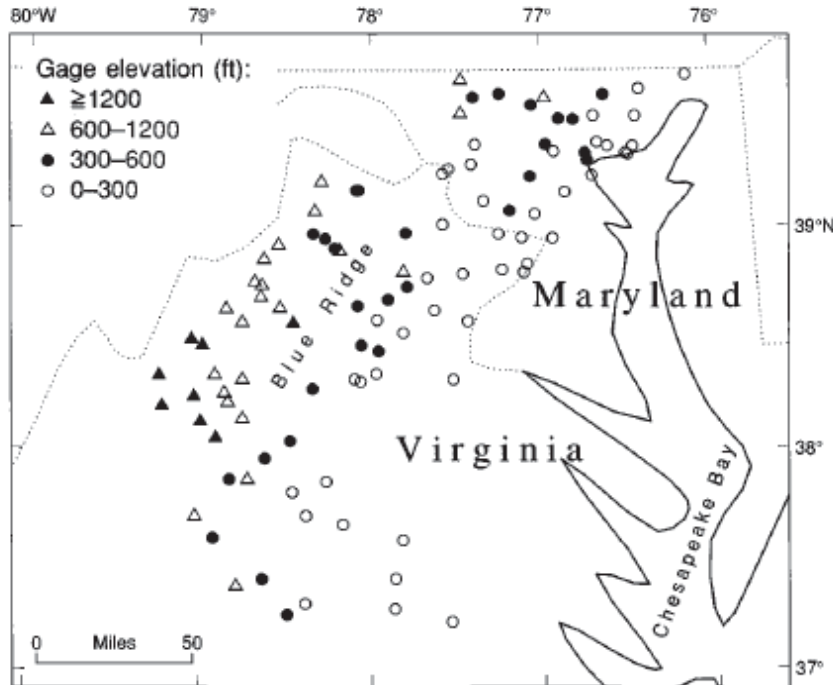 80°W 79° 78° 77° 76°
Gage elevation (ft):
▲ ≧1200
△ 600–1200
● 300–600
○ 0–300
39°N
Blue Ridge
Maryland
Virginia
38°
Chesapeake Bay
0 Miles 50
37°